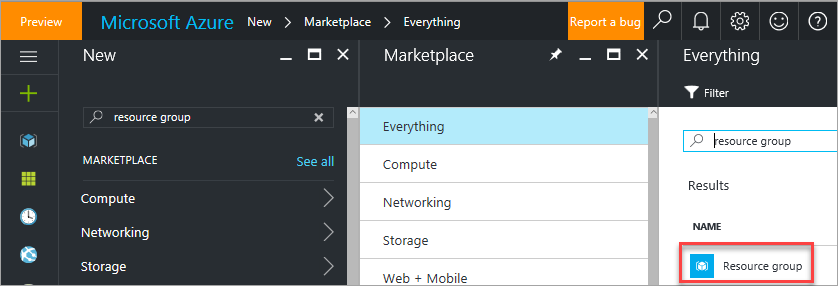 Preview
Microsoft Azure New > Marketplace > Everything
Report a bug
New
resource group
MARKETPLACE
See all
Compute
Networking
Storage
Marketplace
Everything
Compute
Networking
Storage
Web + Mobile
Everything
Filter
resource group
Results
NAME
Resource group